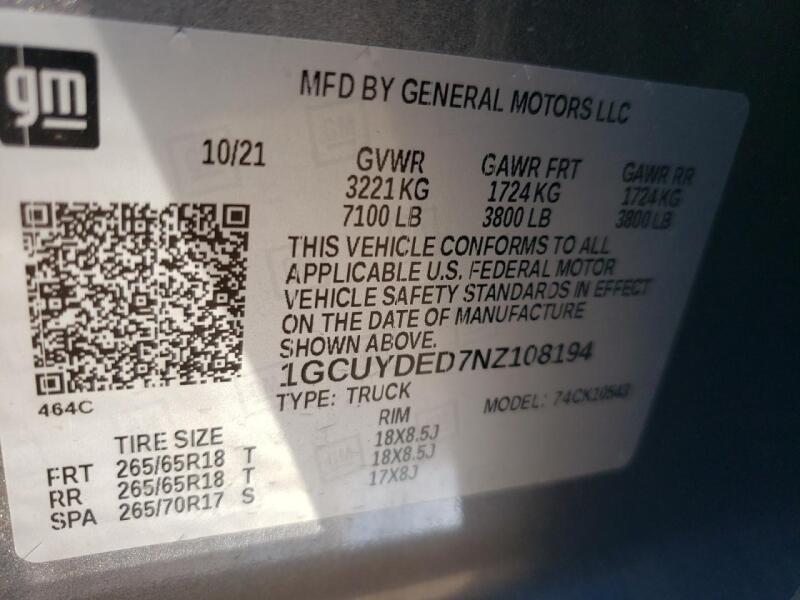 gm
MFD BY GENERAL MOTORS LLC
10/21 GVWR GAWR FRT GAWR RR
3221 KG 1724 KG 1724 KG
7100 LB 3800 LB 3800 LB
THIS VEHICLE CONFORMS TO ALL
APPLICABLE U.S. FEDERAL MOTOR
VEHICLE SAFETY STANDARDS IN EFFECT
ON THE DATE OF MANUFACTURE
SHOWN ABOVE.
1GCUYDED7NZ108194
464C
TYPE: TRUCK MODEL: 74CK10543
TIRE SIZE RIM
FRT 265/65R18 T 18X8.5J
RR 265/65R18 T 18X8.5J
SPA 265/70R17 S 17X8J